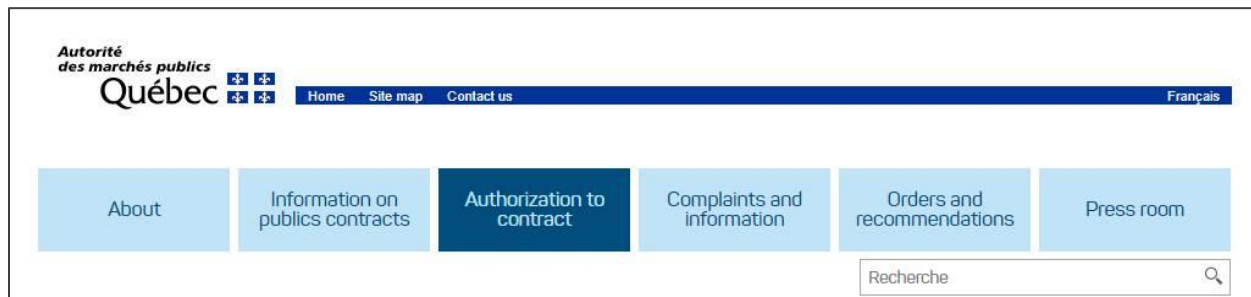 Autorité
des marchés publics
Québec
Home Site map Contact us Français
About
Information on
publics contracts
Authorization to
contract
Complaints and
information
Orders and
recommendations
Press room
Recherche